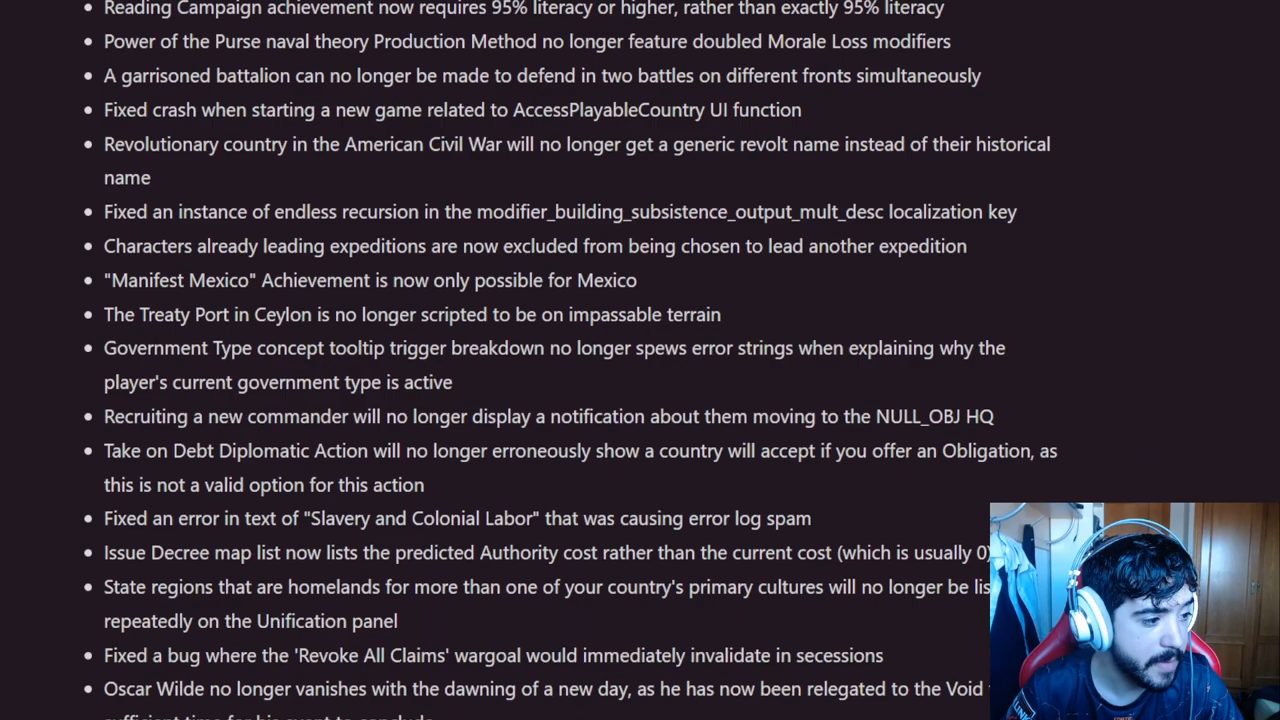 Reading Campaign achievement now requires 95% literacy or higher, rather than exactly 95% literacy
Power of the Purse naval theory Production Method no longer feature doubled Morale Loss modifiers
A garrisoned battalion can no longer be made to defend in two battles on different fronts simultaneously
Fixed crash when starting a new game related to AccessPlayableCountry UI function
Revolutionary country in the American Civil War will no longer get a generic revolt name instead of their historical
name
Fixed an instance of endless recursion in the modifier_building_subsistence_output_mult_desc localization key
Characters already leading expeditions are now excluded from being chosen to lead another expedition
"Manifest Mexico" Achievement is now only possible for Mexico
The Treaty Port in Ceylon is no longer scripted to be on impassable terrain
Government Type concept tooltip trigger breakdown no longer spews error strings when explaining why the
player's current government type is active
Recruiting a new commander will no longer display a notification about them moving to the NULL_OBJ HQ
Take on Debt Diplomatic Action will no longer erroneously show a country will accept if you offer an Obligation, as
this is not a valid option for this action
Fixed an error in text of "Slavery and Colonial Labor" that was causing error log spam
Issue Decree map list now lists the predicted Authority cost rather than the current cost (which is usually 0)
State regions that are homelands for more than one of your country's primary cultures will no longer be lis
repeatedly on the Unification panel
Fixed a bug where the 'Revoke All Claims' wargoal would immediately invalidate in secessions
Oscar Wilde no longer vanishes with the dawning of a new day, as he has now been relegated to the Void
sufficient time for his event to conclude